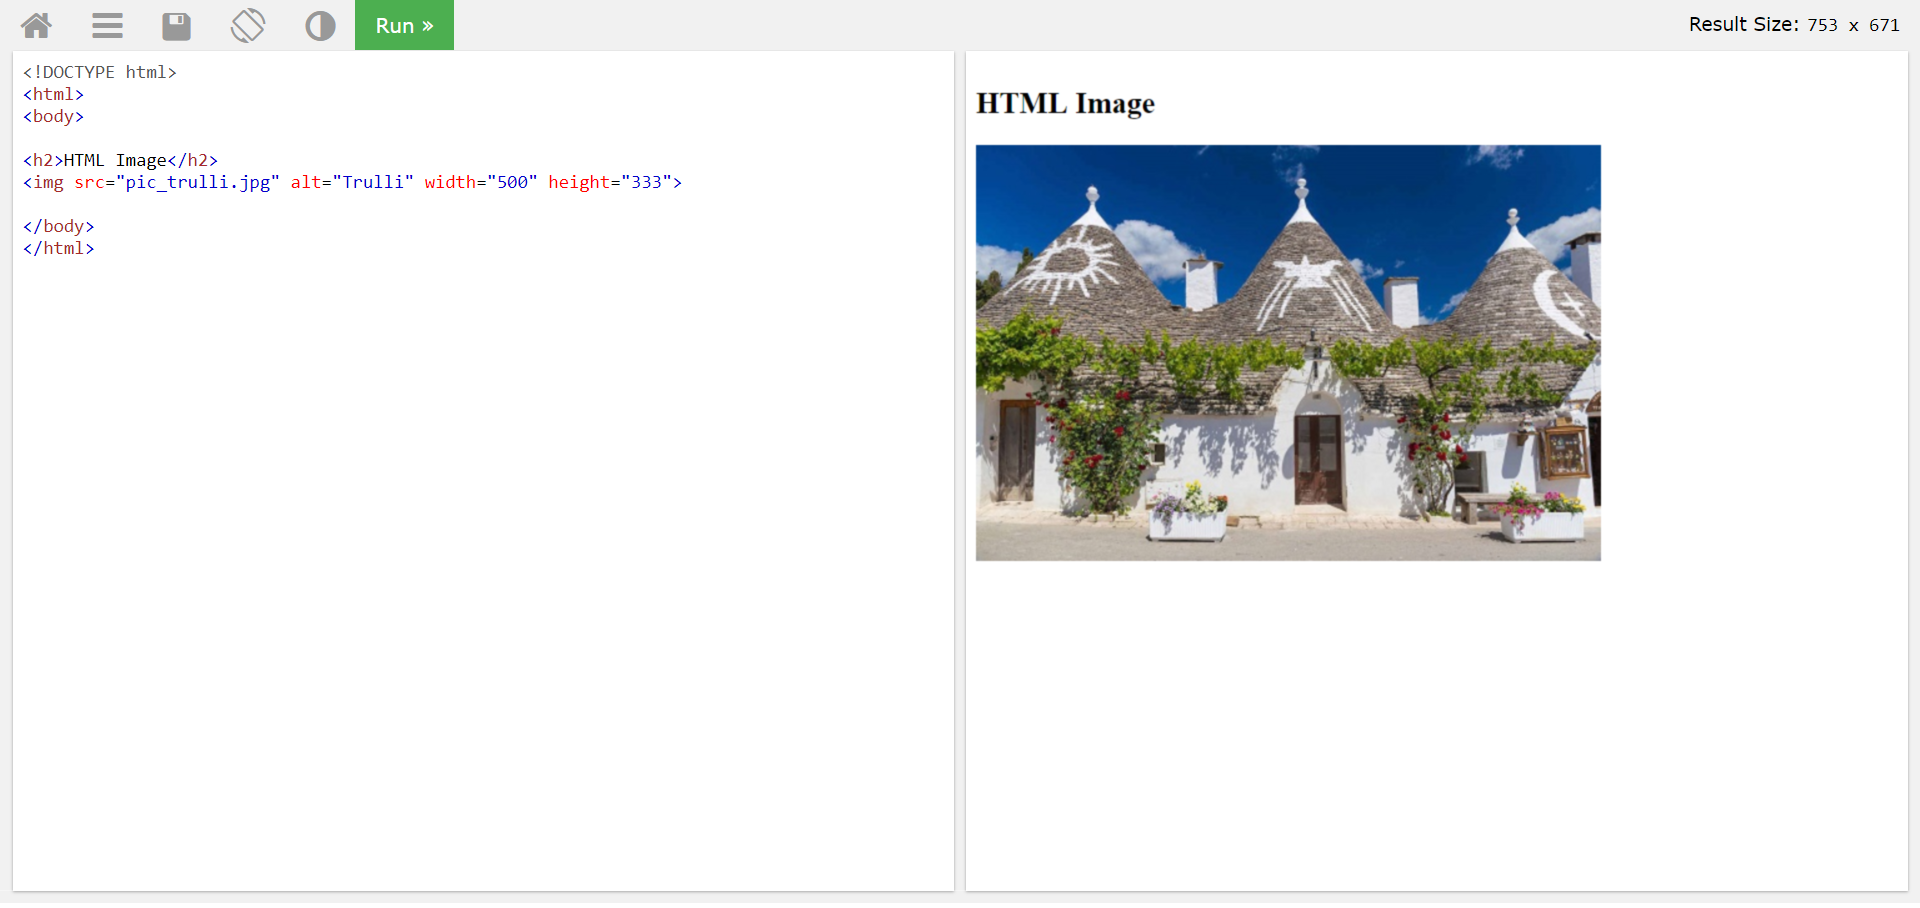 Run »
Result Size: 753 x 671
<!DOCTYPE html>
<html>
<body>
<h2>HTML Image</h2>
<img src="pic_trulli.jpg" alt="Trulli" width="500" height="333">
</body>
</html>
HTML Image